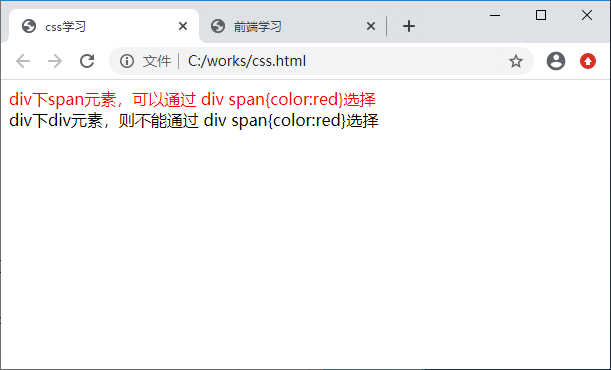 css学习
前端学习
文件 C:/works/css.html
div下span元素，可以通过 div span{color:red}选择
div下div元素，则不能通过 div span{color:red}选择